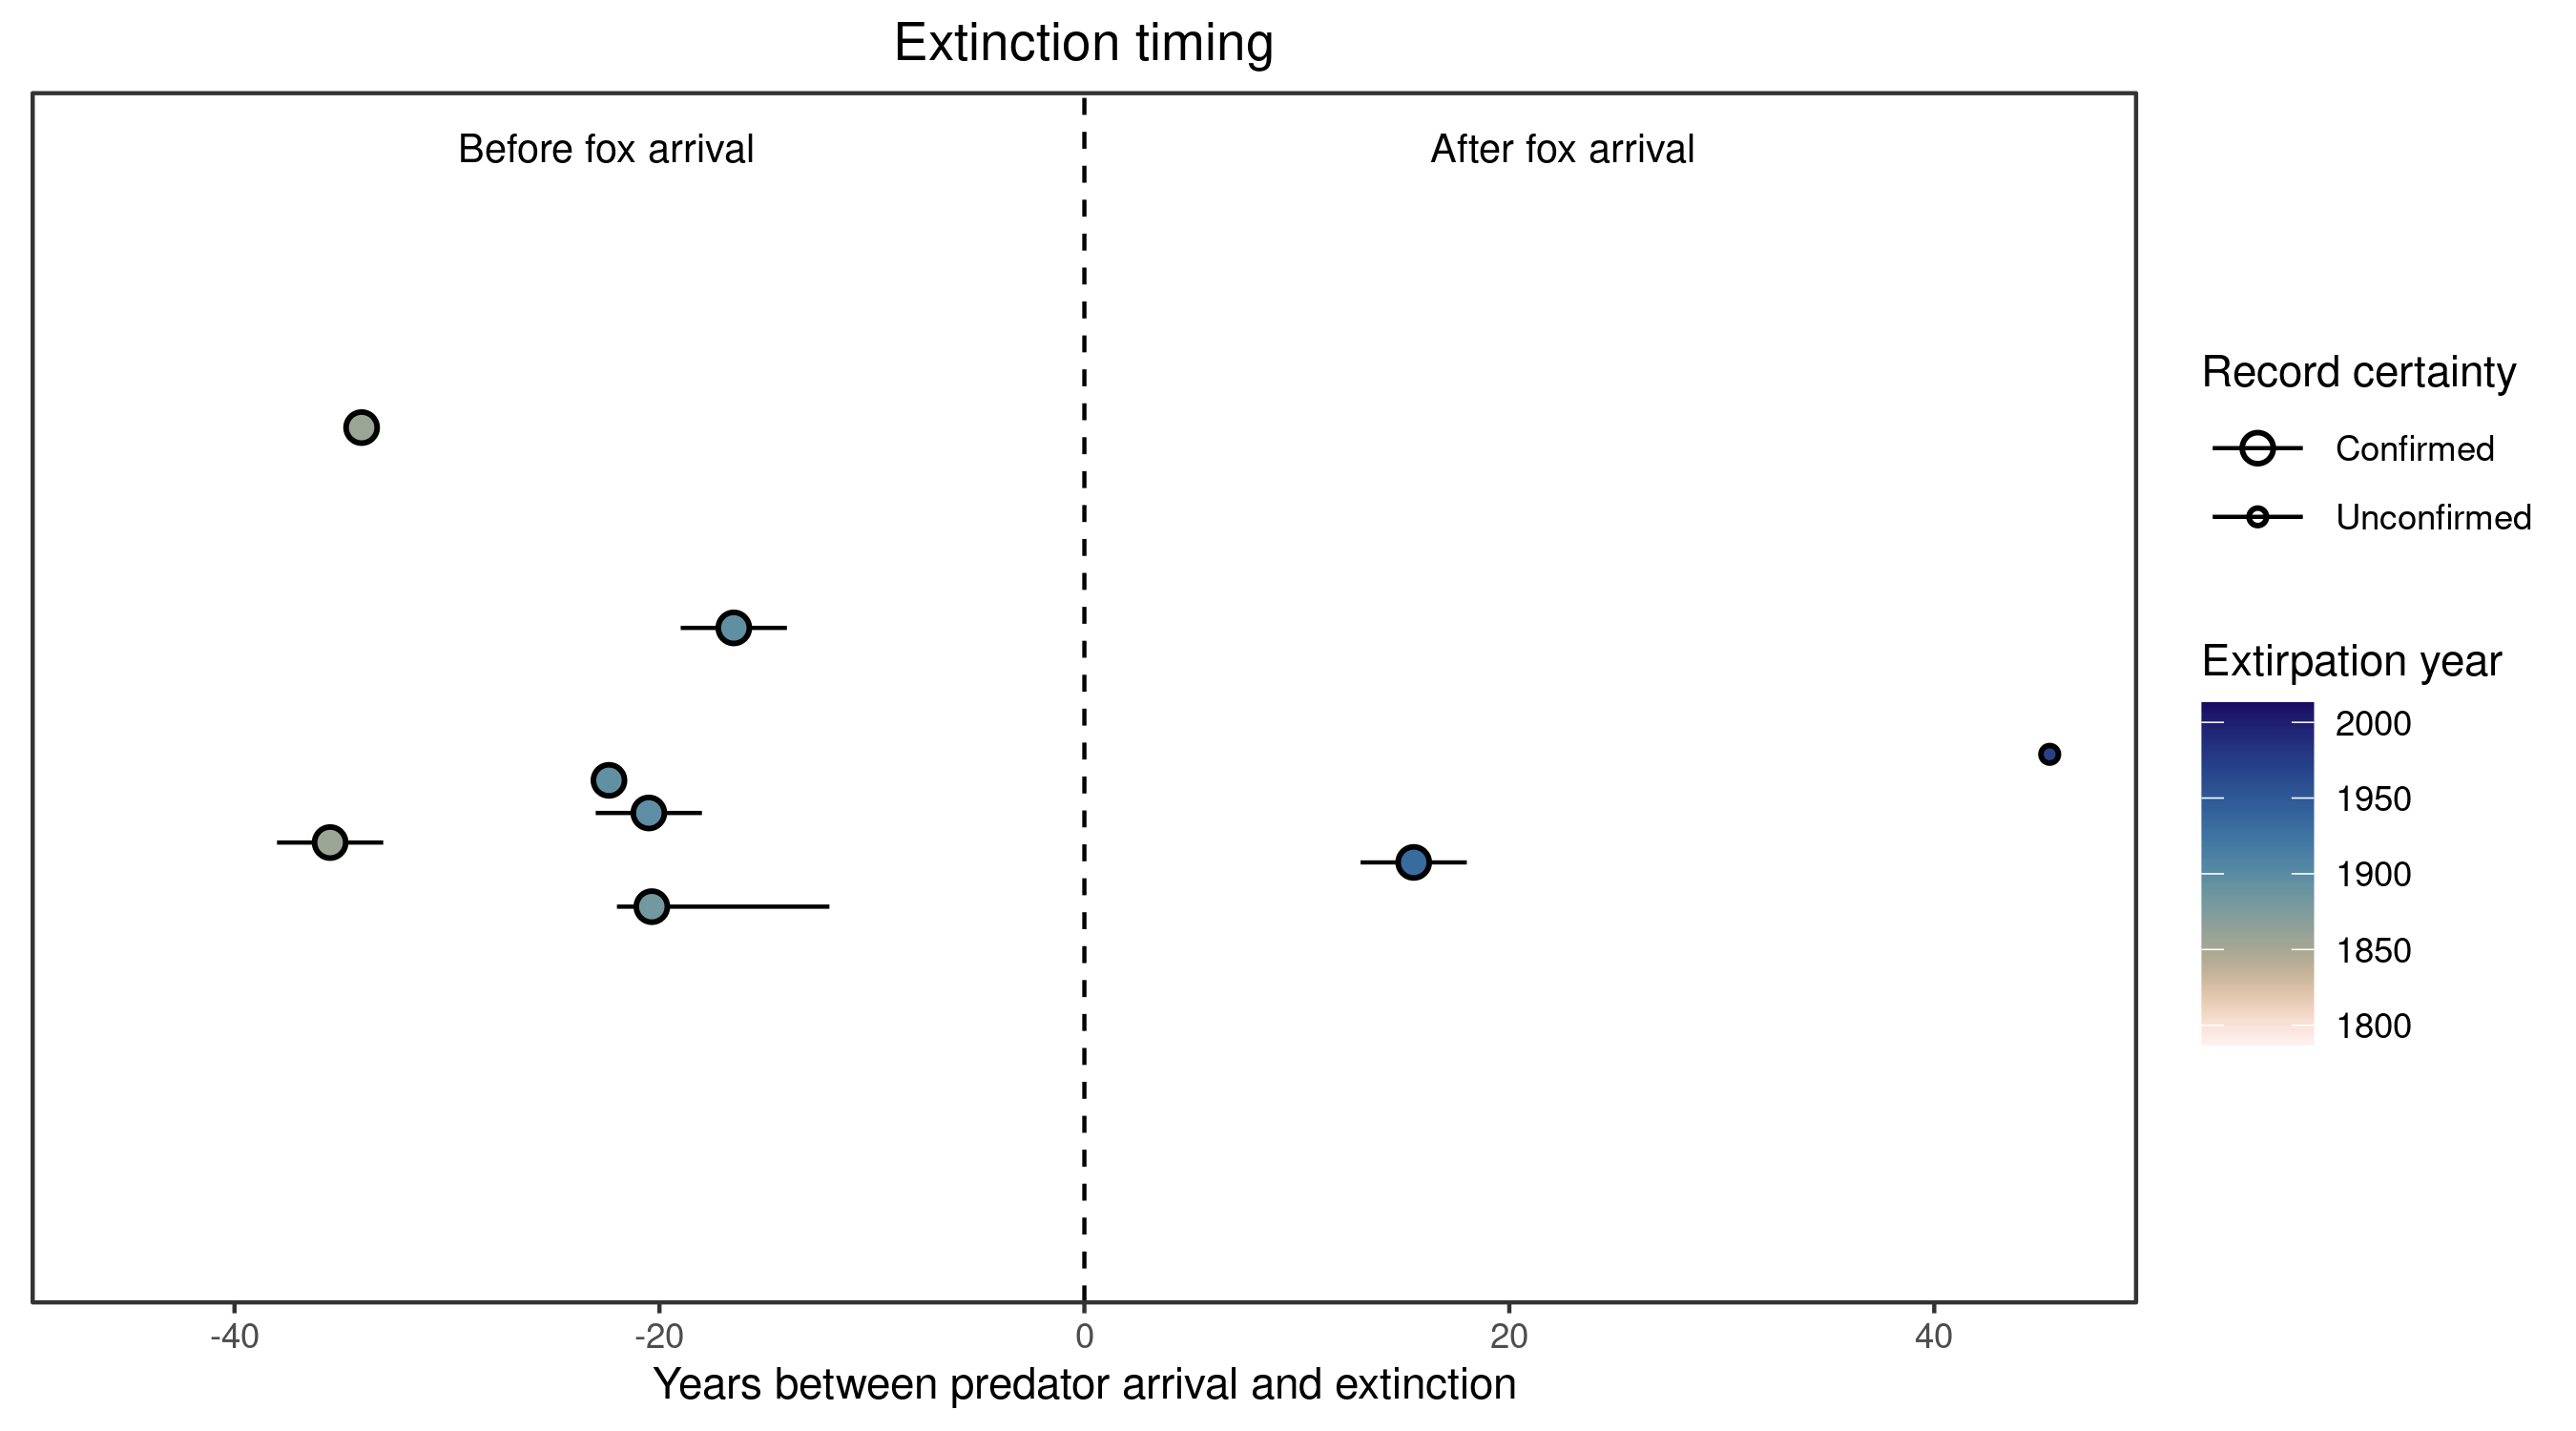 Extinction timing
Before fox arrival
After fox arrival
Record certainty
Confirmed
Unconfirmed
Extirpation year
2000
1950
1900
1850
1800
-40
-20
0
20
40
Years between predator arrival and extinction